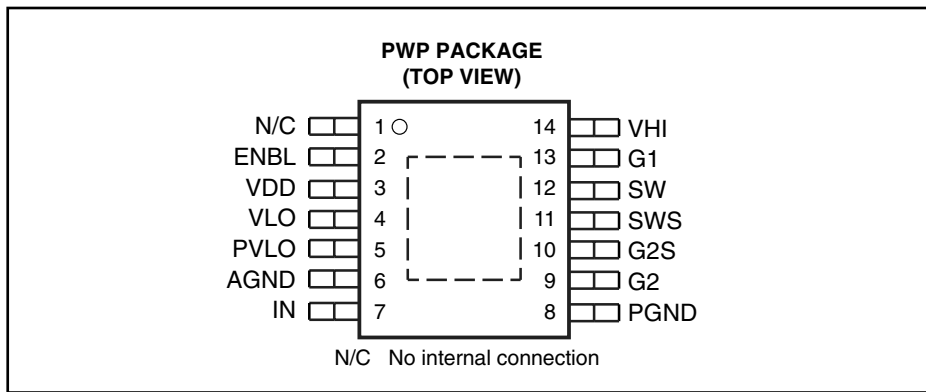 PWP PACKAGE
(TOP VIEW)
N/C 1 14 VHI
ENBL 2 13 G1
VDD 3 12 SW
VLO 4 11 SWS
PVLO 5 10 G2S
AGND 6 9 G2
IN 7 8 PGND
N/C No internal connection